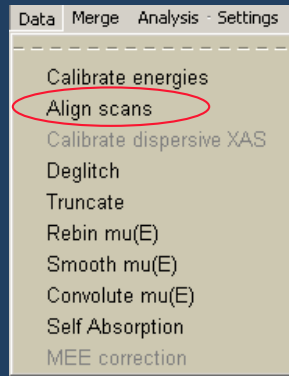 Data Merge Analysis Settings
Calibrate energies
Align scans
Calibrate dispersive XAS
Deglitch
Truncate
Rebin mu(E)
Smooth mu(E)
Convolute mu(E)
Self Absorption
MEE correction